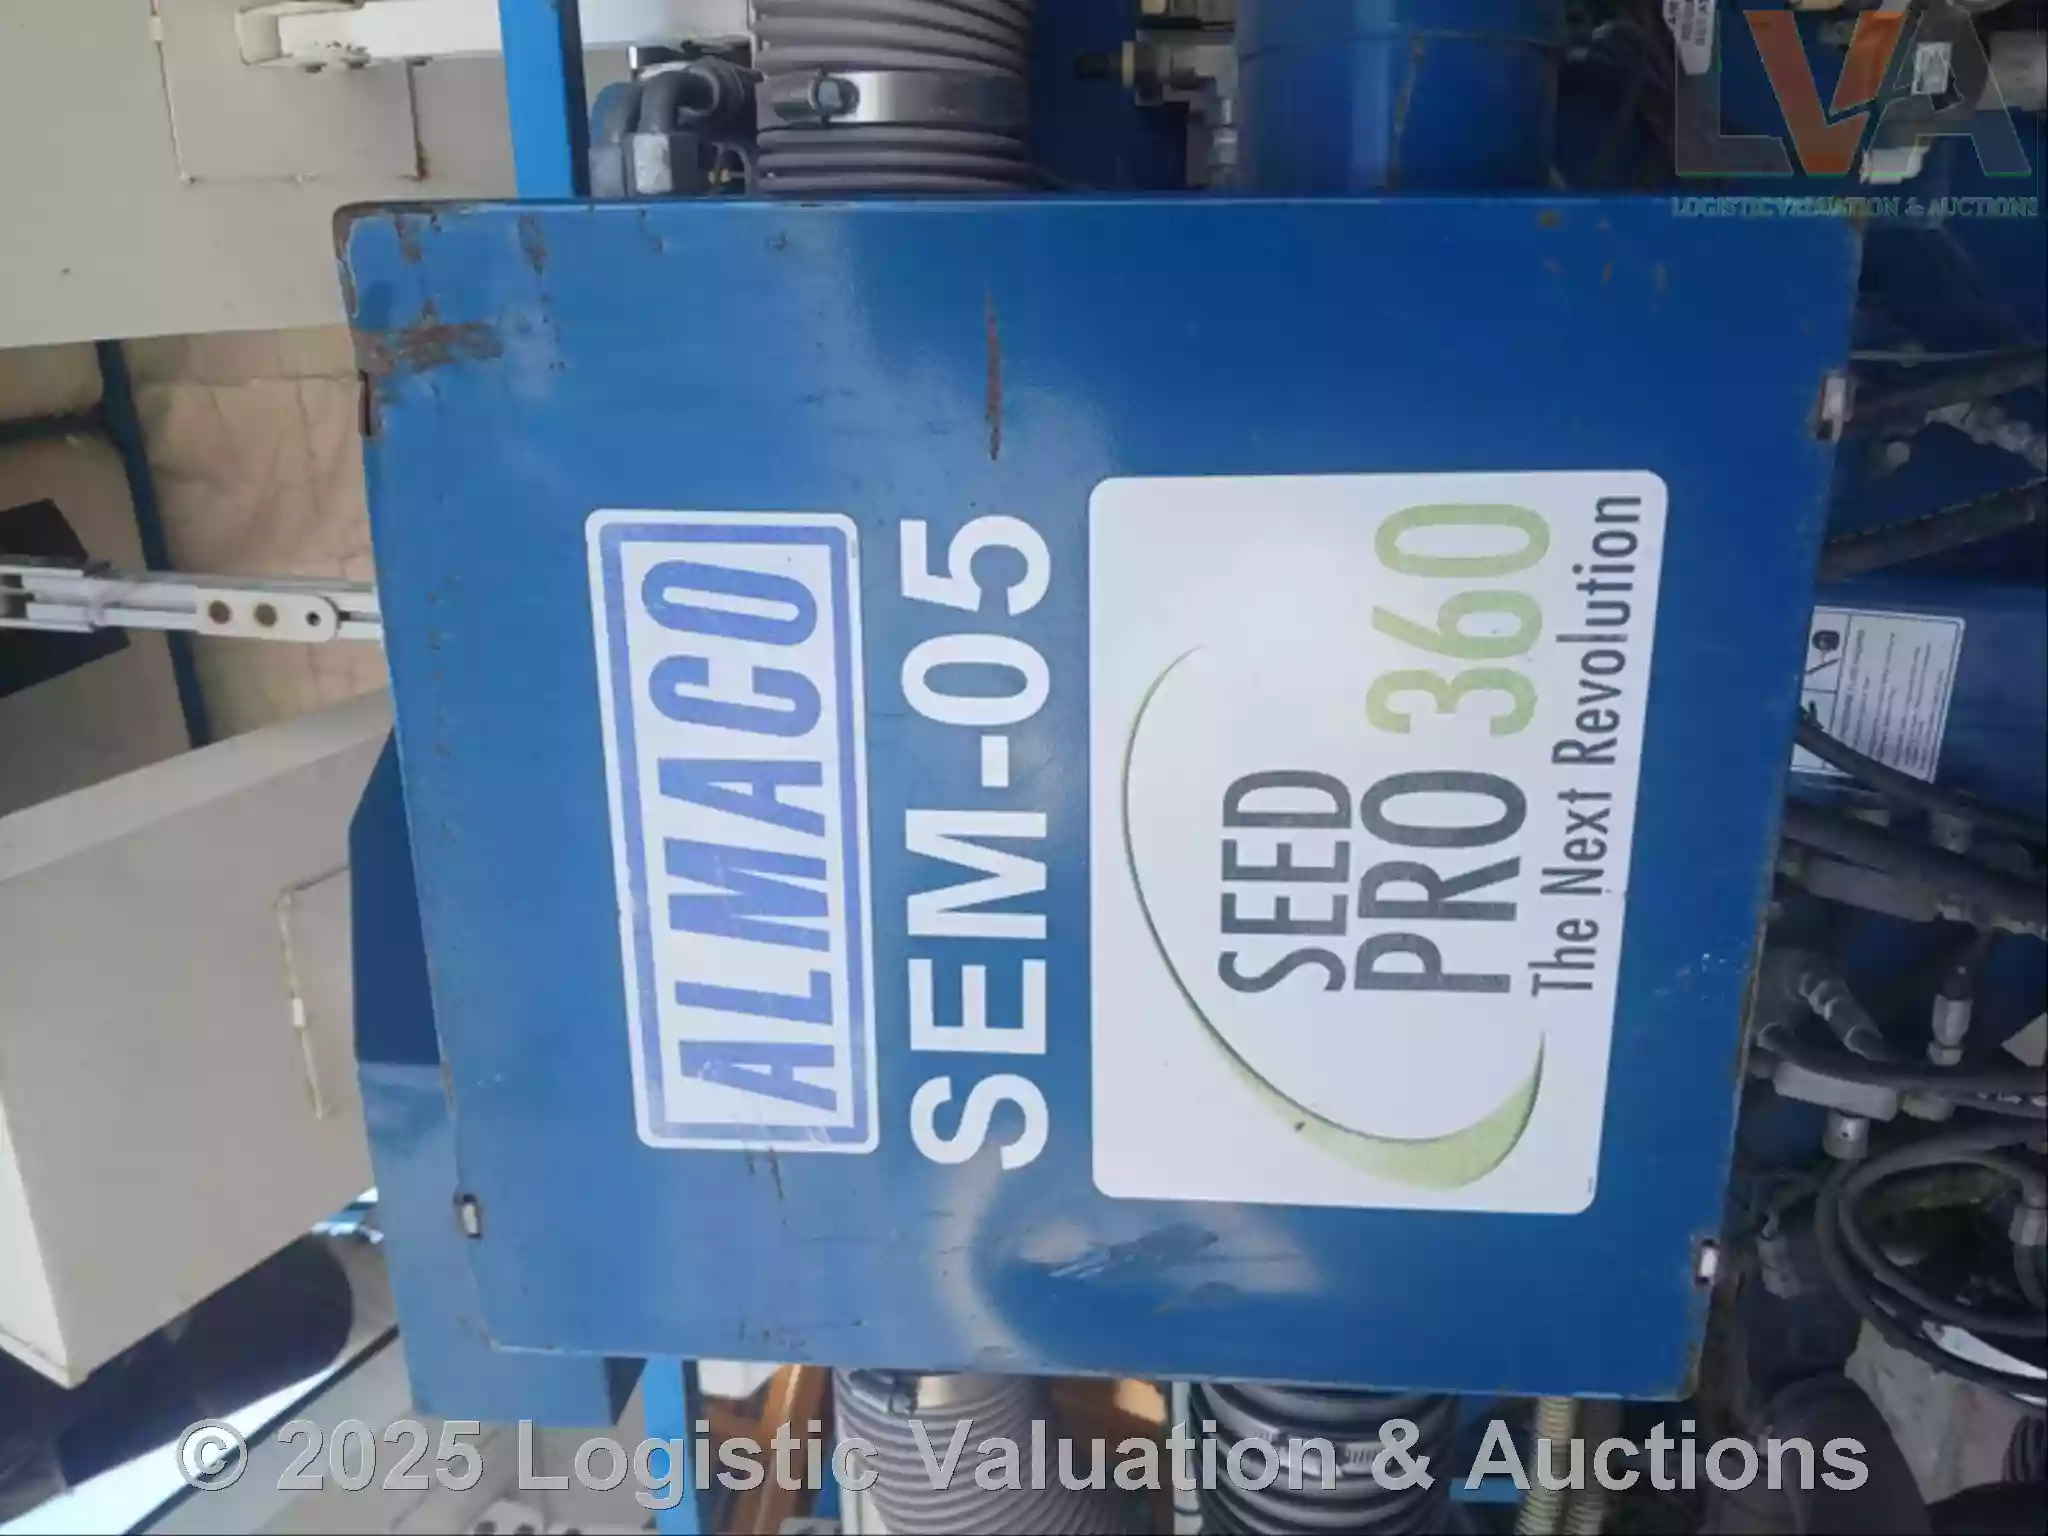 ALMACO
SEM-05
SEED
PRO 360
The Next Revolution
LVA
LOGISTIC VALUATION & AUCTIONS
© 2025 Logistic Valuation & Auctions